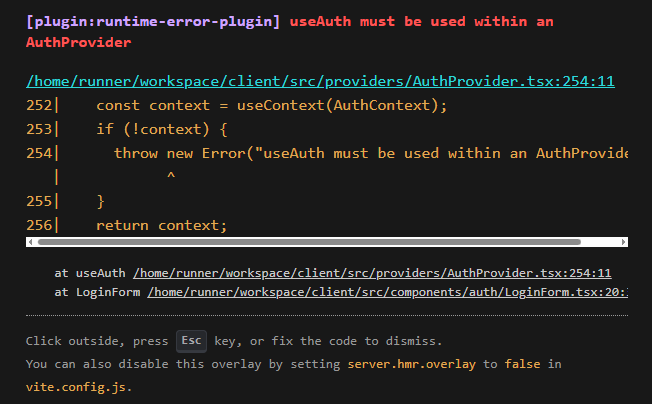 [plugin:runtime-error-plugin] useAuth must be used within an
AuthProvider
/home/runner/workspace/client/src/providers/AuthProvider.tsx:254:11
252|    const context = useContext(AuthContext);
253|    if (!context) {
254|      throw new Error("useAuth must be used within an AuthProvide
   |            ^
255|    }
256|    return context;
at useAuth /home/runner/workspace/client/src/providers/AuthProvider.tsx:254:11
at LoginForm /home/runner/workspace/client/src/components/auth/LoginForm.tsx:20:
Click outside, press Esc key, or fix the code to dismiss.
You can also disable this overlay by setting server.hmr.overlay to false in
vite.config.js.